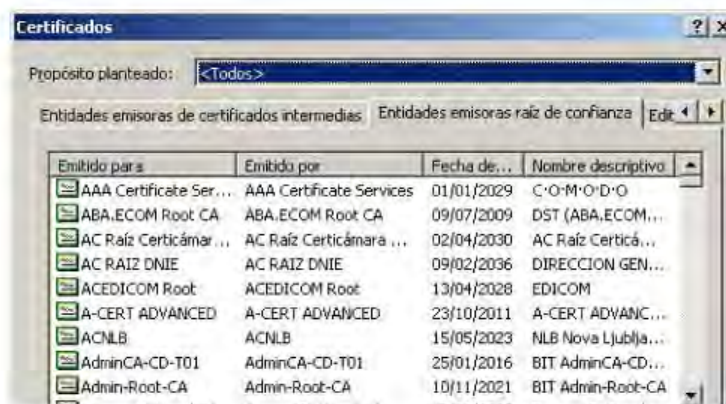 Certificados
Propósito planteado: <Todos>
Entidades emisoras de certificados intermedias Entidades emisoras raíz de confianza Edit
Emitido para Emitido por Fecha de... Nombre descriptivo
AAA Certificate Ser... AAA Certificate Services 01/01/2029 C·O·M·O·D·O
ABA.ECOM Root CA ABA.ECOM Root CA 09/07/2009 DST (ABA.ECOM...
AC Raíz Certicámar... AC Raíz Certicámara ... 02/04/2030 AC Raíz Certicá...
AC RAIZ DNIE AC RAIZ DNIE 09/02/2036 DIRECCION GEN...
ACEDICOM Root ACEDICOM Root 13/04/2028 EDICOM
A-CERT ADVANCED A-CERT ADVANCED 23/10/2011 A-CERT ADVANC...
ACNLB ACNLB 15/05/2023 NLB Nova Ljublja...
AdminCA-CD-T01 AdminCA-CD-T01 25/01/2016 BIT AdminCA-CD...
Admin-Root-CA Admin-Root-CA 10/11/2021 BIT Admin-Root-CA